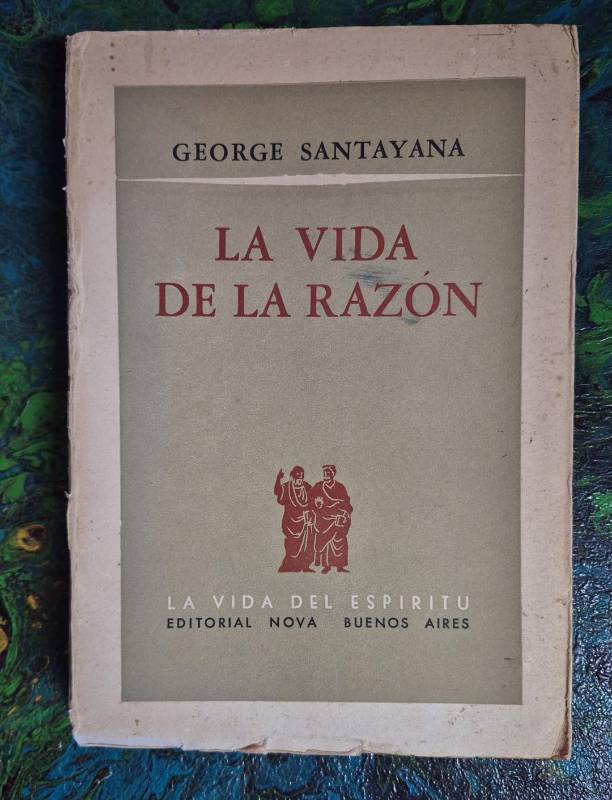 GEORGE SANTAYANA
LA VIDA
DE LA RAZÓN
LA VIDA DEL ESPIRITU
EDITORIAL NOVA BUENOS AIRES